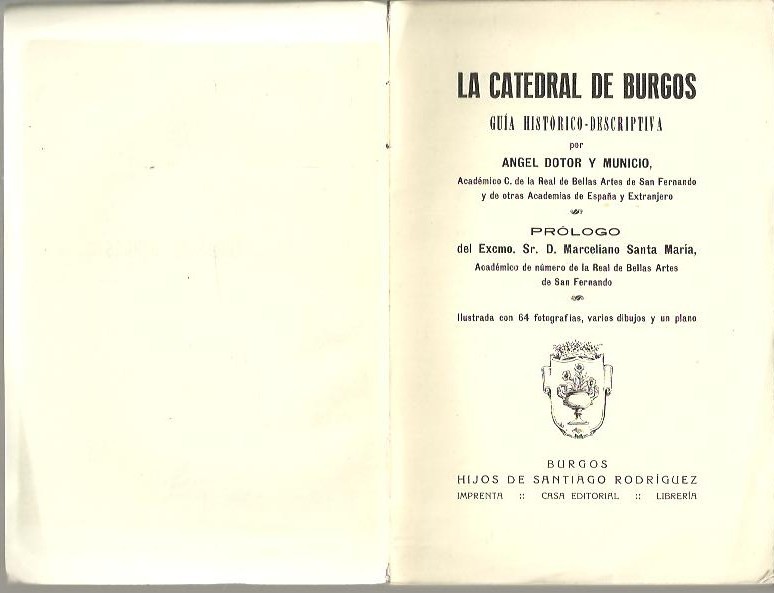 LA CATEDRAL DE BURGOS
GUÍA HISTÓRICO-DESCRIPTIVA
por
ANGEL DOTOR Y MUNICIO,
Académico C. de la Real de Bellas Artes de San Fernando
y de otras Academias de España y Extranjero
PRÓLOGO
del Excmo. Sr. D. Marceliano Santa María,
Académico de número de la Real de Bellas Artes
de San Fernando
Ilustrada con 64 fotografías, varios dibujos y un plano
BURGOS
HIJOS DE SANTIAGO RODRÍGUEZ
IMPRENTA :: CASA EDITORIAL :: LIBRERÍA